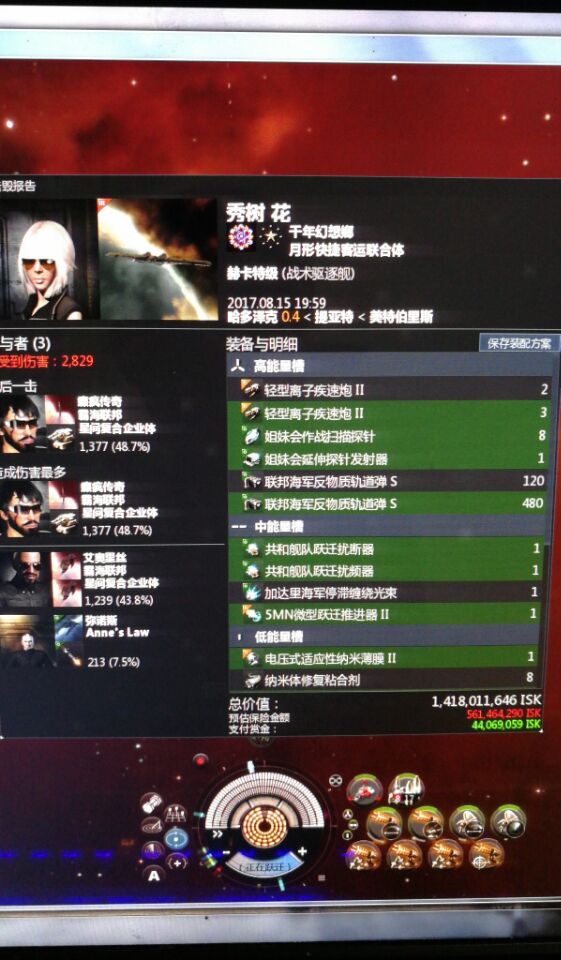 毁报告
秀树 花
千年幻想鄉
月形快捷客运联合体
赫卡特级 (战术驱逐舰)
2017.08.15 19:59
哈多泽克 0.4 < 提亚特 < 美特伯里斯
与者 (3)
受到伤害：2,829
后一击
癫疯传奇
霸海联邦
星问复合企业体
1,377 (48.7%)
造成伤害最多
癫疯传奇
霸海联邦
星问复合企业体
1,377 (48.7%)
艾奥里丝
霸海联邦
星问复合企业体
1,239 (43.8%)
弥诺斯
Anne's Law
213 (7.5%)
装备与明细
保存装配方案
高能量槽
轻型离子疾速炮 II 2
轻型离子疾速炮 II 3
姐妹会作战扫描探针 8
姐妹会延伸探针发射器 1
联邦海军反物质轨道弹 S 120
联邦海军反物质轨道弹 S 480
中能量槽
共和舰队跃迁扰断器 1
共和舰队跃迁扰频器 1
加达里海军停滞缠绕光束 1
5MN微型跃迁推进器 II 1
低能量槽
电压式适应性纳米薄膜 II 1
纳米体修复粘合剂 8
总价值： 1,418,011,646 ISK
预估保险金额 561,464,290 ISK
支付赏金： 44,069,059 ISK
(正在跃迁)
A